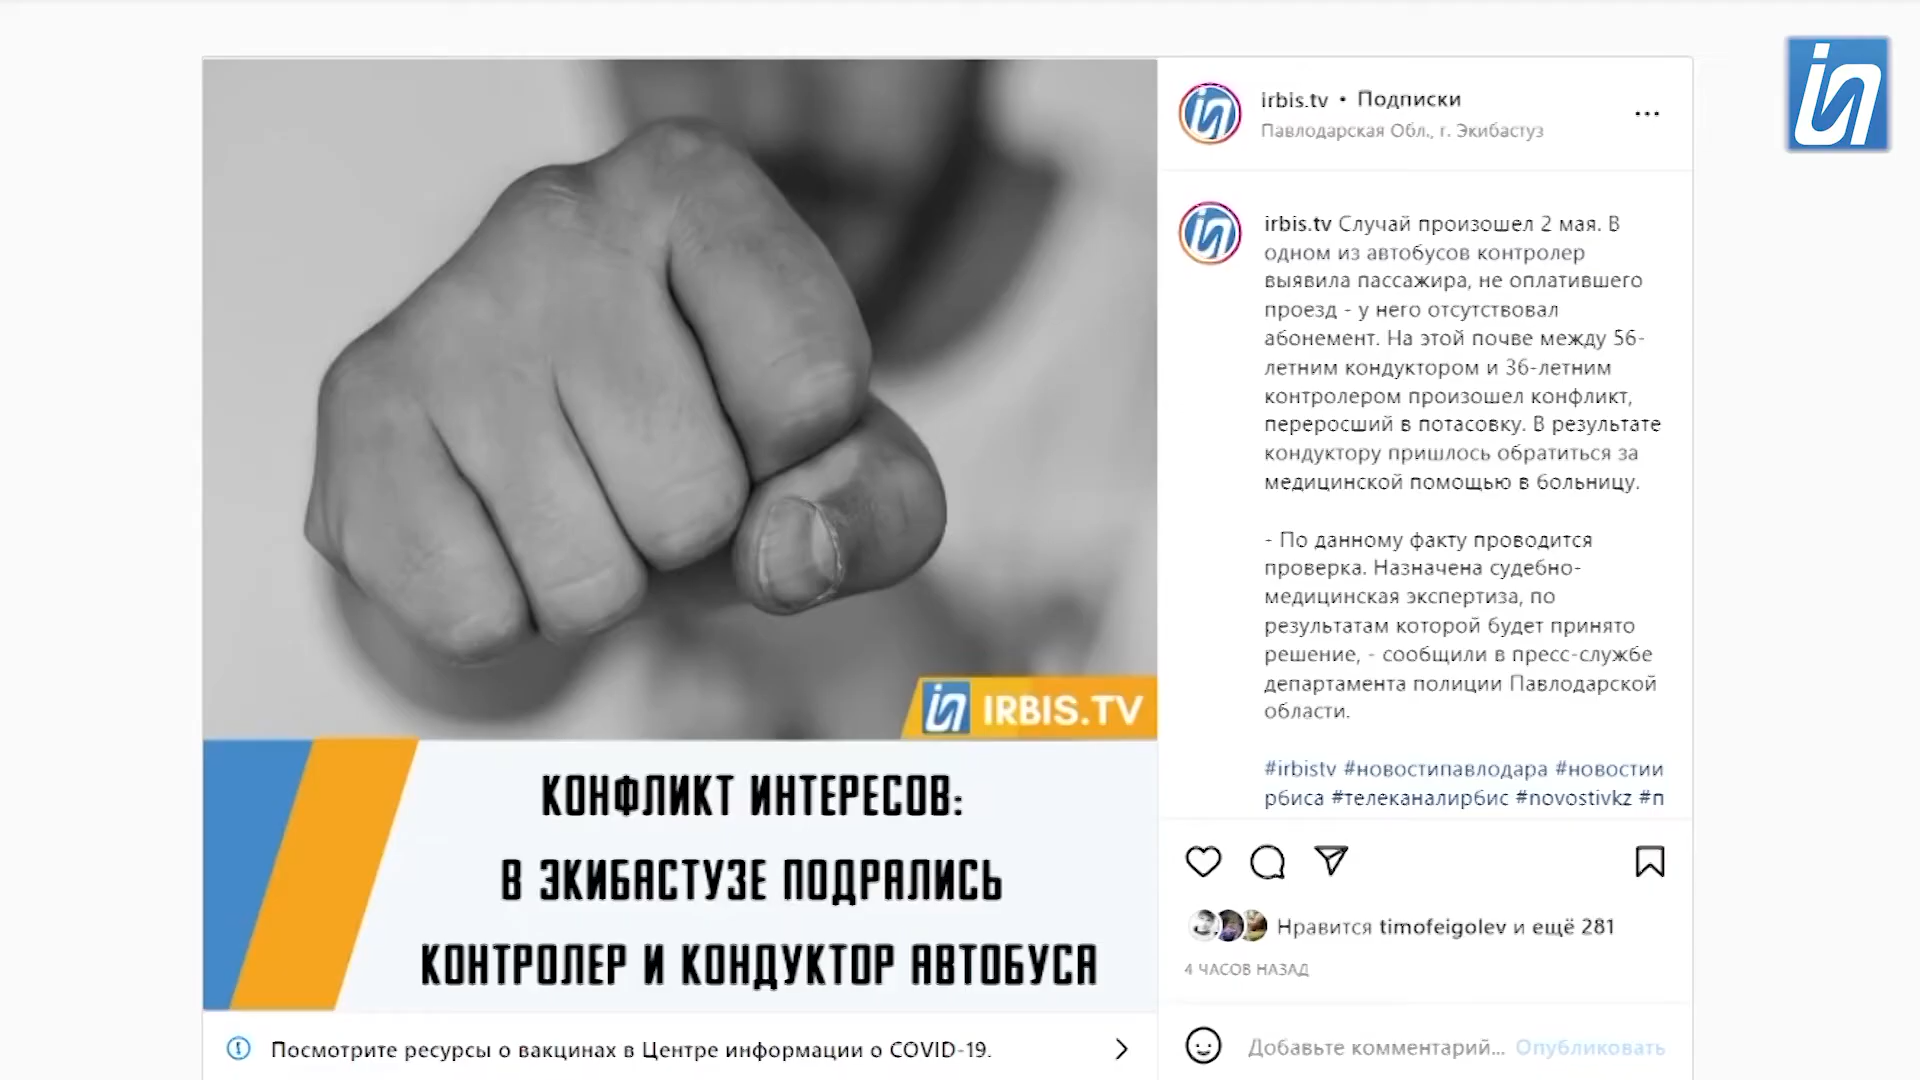 in
irbis.tv • Подписки
Павлодарская Обл., г. Экибастуз
irbis.tv Случай произошел 2 мая. В
одном из автобусов контролер
выявила пассажира, не оплатившего
проезд - у него отсутствовал
абонемент. На этой почве между 56-
летним кондуктором и 36-летним
контролером произошел конфликт,
переросший в потасовку. В результате
кондуктору пришлось обратиться за
медицинской помощью в больницу.
- По данному факту проводится
проверка. Назначена судебно-
медицинская экспертиза, по
результатам которой будет принято
решение, - сообщили в пресс-службе
департамента полиции Павлодарской
области.
#irbistv #новостипавлодара #новостии
рбиса #телеканалирбис #novostivkz #п
IRBIS.TV
КОНФЛИКТ ИНТЕРЕСОВ:
В ЭКИБАСТУЗЕ ПОДРАЛИСЬ
КОНТРОЛЕР И КОНДУКТОР АВТОБУСА
Нравится timofeigolev и ещё 281
4 ЧАСОВ НАЗАД
Посмотрите ресурсы о вакцинах в Центре информации о COVID-19.
Добавьте комментарий... Опубликовать